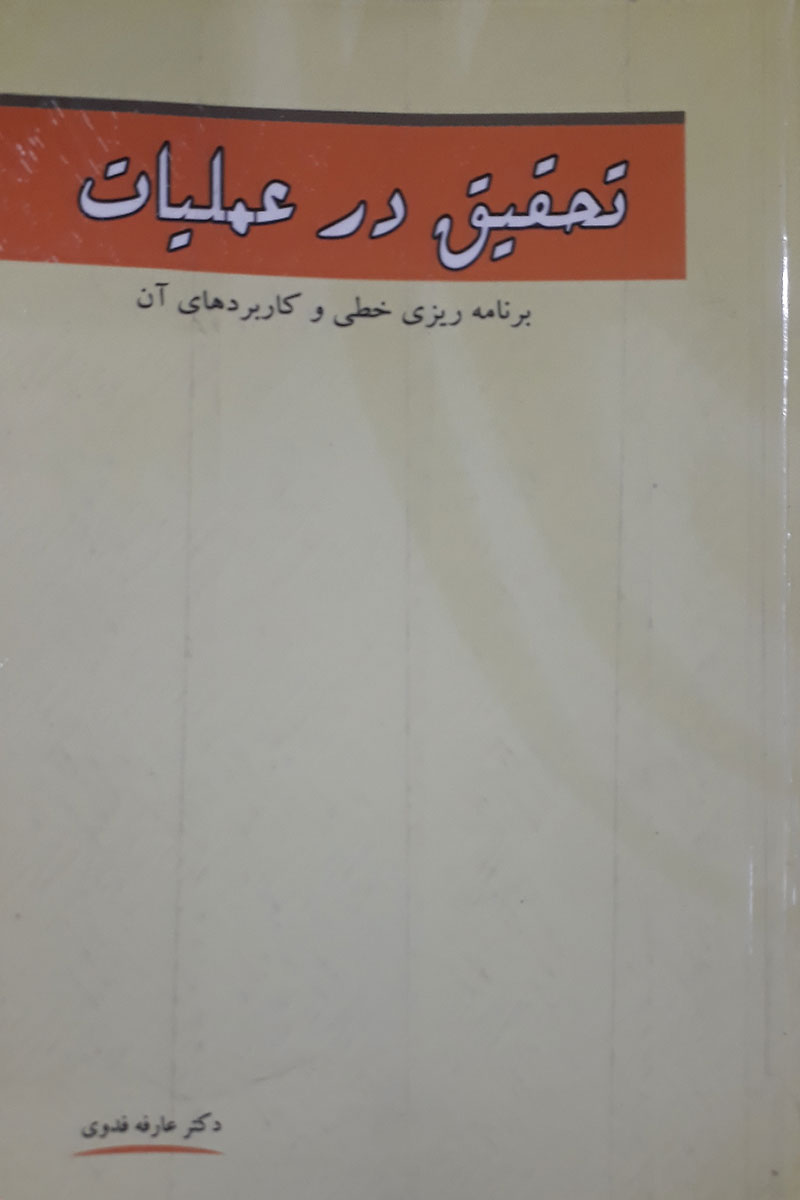 تحقیق در عملیات
برنامه ریزی خطی و کاربردهای آن
دکتر عارفه فدوی